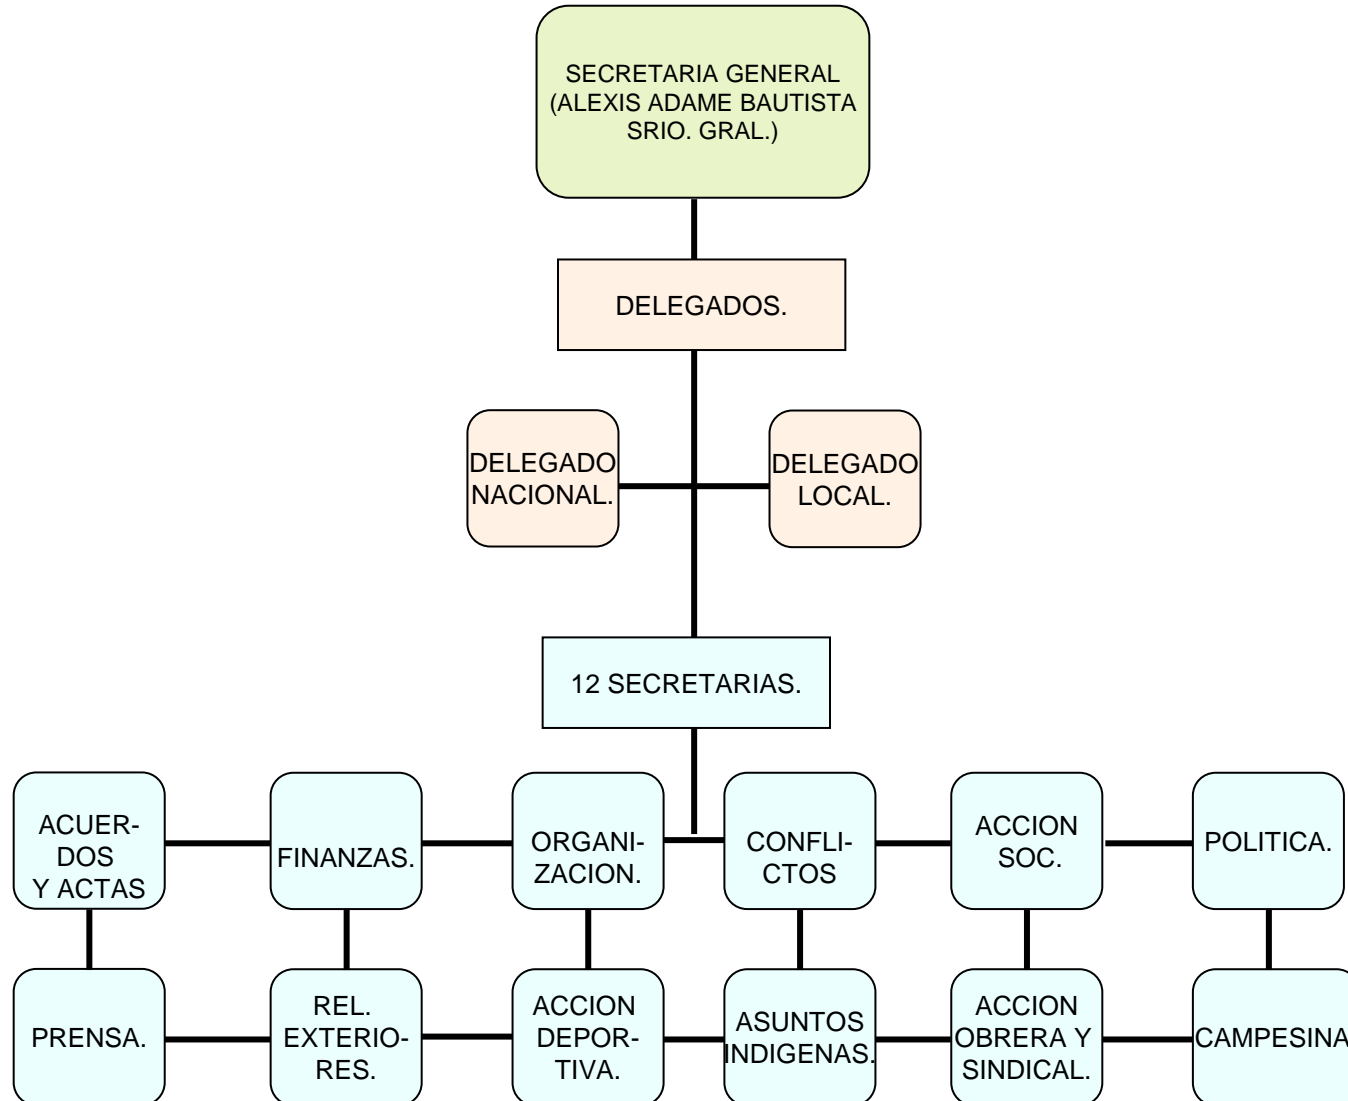 SECRETARIA GENERAL
(ALEXIS ADAME BAUTISTA
SRIO. GRAL.)
DELEGADOS.
DELEGADO
NACIONAL.
DELEGADO
LOCAL.
12 SECRETARIAS.
ACUER-
DOS
Y ACTAS
FINANZAS.
ORGANI-
ZACION.
CONFLI-
CTOS
ACCION
SOC.
POLITICA.
PRENSA.
REL.
EXTERIO-
RES.
ACCION
DEPOR-
TIVA.
ASUNTOS
INDIGENAS.
ACCION
OBRERA Y
SINDICAL.
CAMPESINA